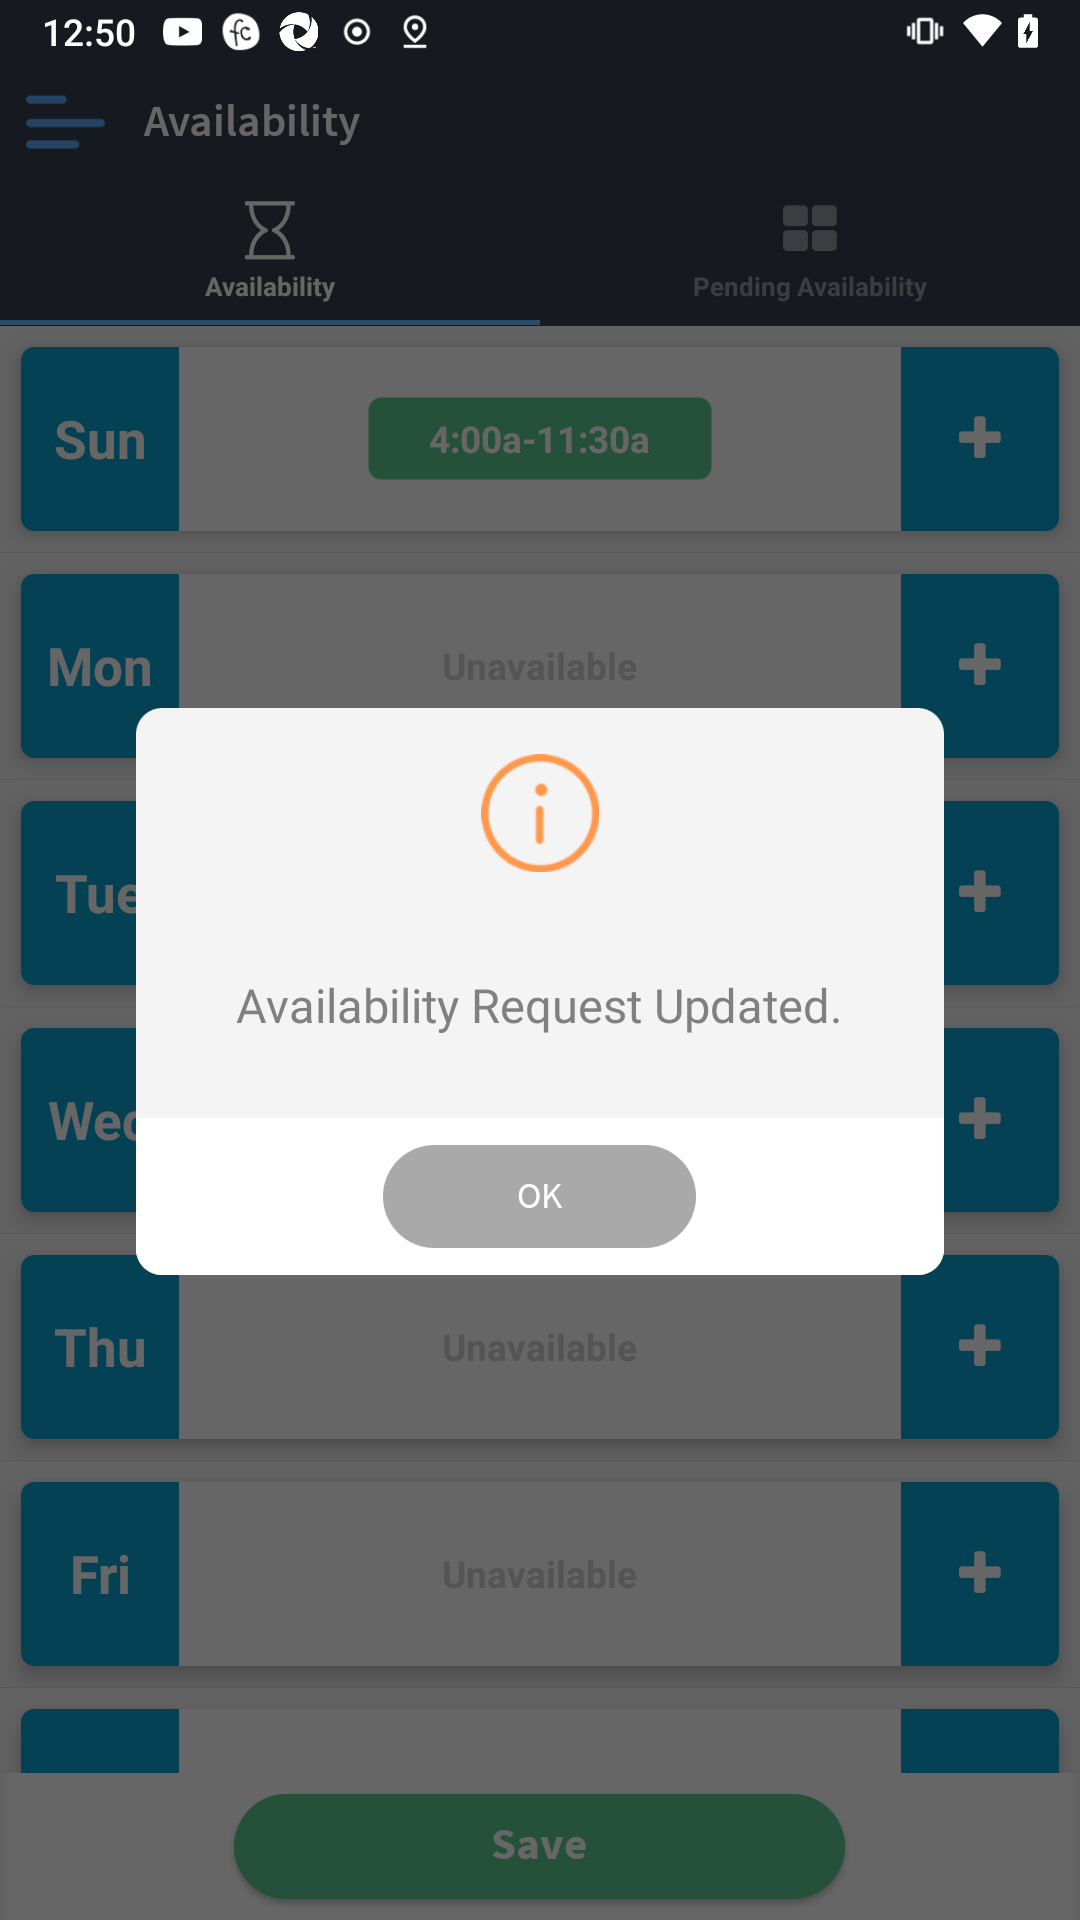 12:50
Availability
Availability
Pending Availability
Sun
4:00a-11:30a
Mon
Unavailable
Tue
Availability Request Updated.
Wed
OK
Thu
Unavailable
Fri
Unavailable
Save